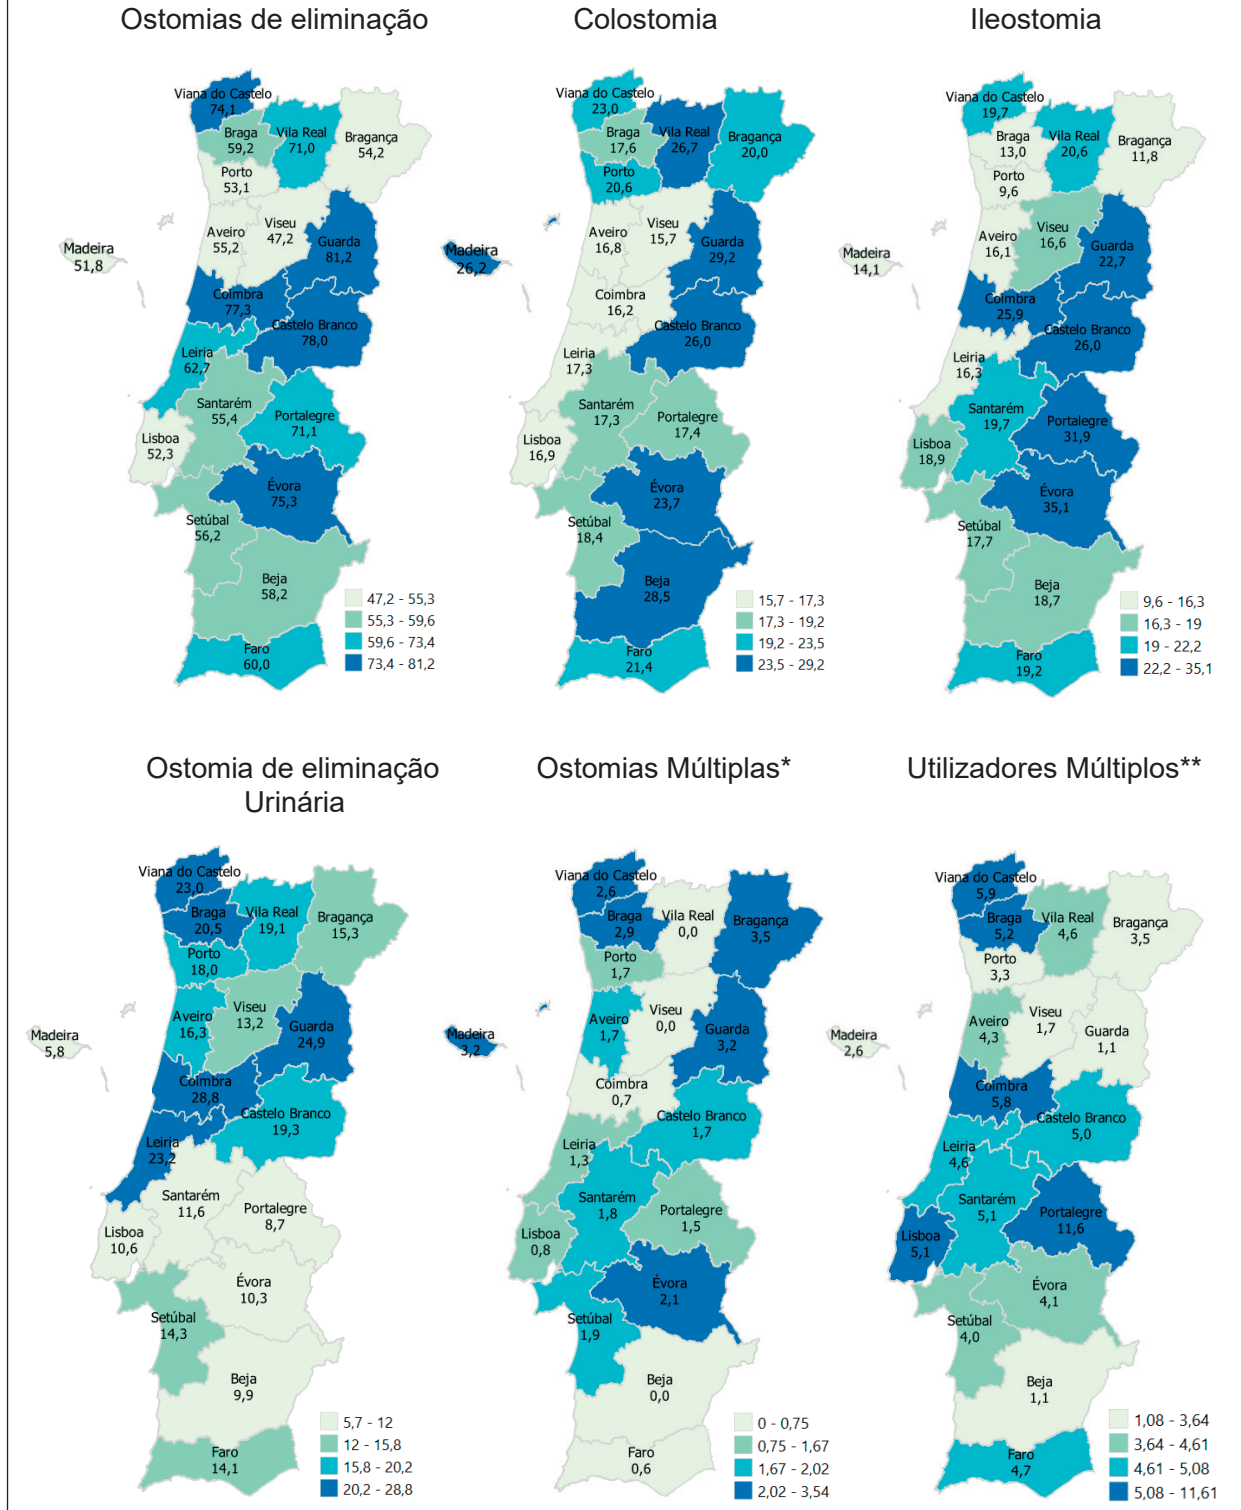 Ostomias de eliminação
Viana do Castelo
74,1
Braga
59,2
Vila Real
71,0
Bragança
54,2
Porto
53,1
Aveiro
55,2
Viseu
47,2
Guarda
81,2
Madeira
51,8
Coimbra
77,3
Castelo Branco
78,0
Leiria
62,7
Santarém
55,4
Portalegre
71,1
Lisboa
52,3
Évora
75,3
Setúbal
56,2
Beja
58,2
Faro
60,0
47,2 - 55,3
55,3 - 59,6
59,6 - 73,4
73,4 - 81,2
Colostomia
Viana do Castelo
23,0
Braga
17,6
Vila Real
26,7
Bragança
20,0
Porto
20,6
Aveiro
16,8
Viseu
15,7
Guarda
29,2
Madeira
26,2
Coimbra
16,2
Castelo Branco
26,0
Leiria
17,3
Santarém
17,3
Portalegre
17,4
Lisboa
16,9
Évora
23,7
Setúbal
18,4
Beja
28,5
Faro
21,4
15,7 - 17,3
17,3 - 19,2
19,2 - 23,5
23,5 - 29,2
Ileostomia
Viana do Castelo
19,7
Braga
13,0
Vila Real
20,6
Bragança
11,8
Porto
9,6
Aveiro
16,1
Viseu
16,6
Guarda
22,7
Madeira
14,1
Coimbra
25,9
Castelo Branco
26,0
Leiria
16,3
Santarém
19,7
Portalegre
31,9
Lisboa
18,9
Évora
35,1
Setúbal
17,7
Beja
18,7
Faro
19,2
9,6 - 16,3
16,3 - 19
19 - 22,2
22,2 - 35,1
Ostomia de eliminação
Urinária
Viana do Castelo
23,0
Braga
20,5
Vila Real
19,1
Bragança
15,3
Porto
18,0
Aveiro
16,3
Viseu
13,2
Guarda
24,9
Madeira
5,8
Coimbra
28,8
Castelo Branco
19,3
Leiria
23,2
Santarém
11,6
Portalegre
8,7
Lisboa
10,6
Évora
10,3
Setúbal
14,3
Beja
9,9
Faro
14,1
5,7 - 12
12 - 15,8
15,8 - 20,2
20,2 - 28,8
Ostomias Múltiplas*
Viana do Castelo
2,6
Braga
2,9
Vila Real
0,0
Bragança
3,5
Porto
1,7
Aveiro
1,7
Viseu
0,0
Guarda
3,2
Madeira
3,2
Coimbra
0,7
Castelo Branco
1,7
Leiria
1,3
Santarém
1,8
Portalegre
1,5
Lisboa
0,8
Évora
2,1
Setúbal
1,9
Beja
0,0
Faro
0,6
0 - 0,75
0,75 - 1,67
1,67 - 2,02
2,02 - 3,54
Utilizadores Múltiplos**
Viana do Castelo
5,9
Braga
5,2
Vila Real
4,6
Bragança
3,5
Porto
3,3
Aveiro
4,3
Viseu
1,7
Guarda
1,1
Madeira
2,6
Coimbra
5,8
Castelo Branco
5,0
Leiria
4,6
Santarém
5,1
Portalegre
11,6
Lisboa
5,1
Évora
4,1
Setúbal
4,0
Beja
1,1
Faro
4,7
1,08 - 3,64
3,64 - 4,61
4,61 - 5,08
5,08 - 11,61